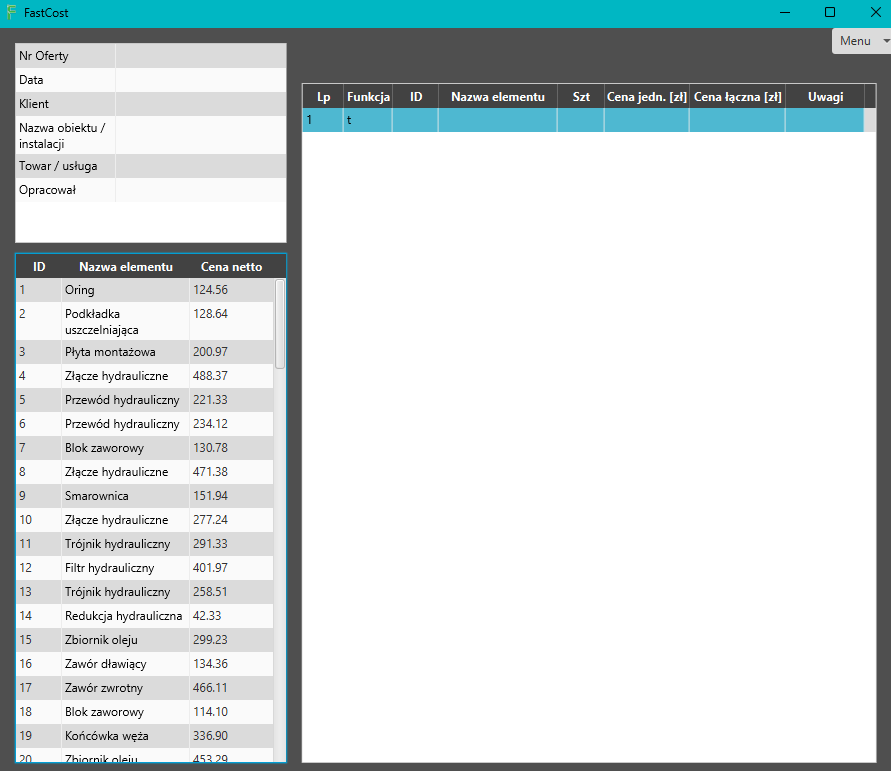 FastCost
Menu
Nr Oferty
Data
Klient
Nazwa obiektu /
instalacji
Towar / usługa
Opracował
Lp Funkcja ID Nazwa elementu Szt Cena jedn. [zł] Cena łączna [zł] Uwagi
1 t
ID Nazwa elementu Cena netto
1 Oring 124.56
2 Podkładka 128.64
uszczelniająca
3 Płyta montażowa 200.97
4 Złącze hydrauliczne 488.37
5 Przewód hydrauliczny 221.33
6 Przewód hydrauliczny 234.12
7 Blok zaworowy 130.78
8 Złącze hydrauliczne 471.38
9 Smarownica 151.94
10 Złącze hydrauliczne 277.24
11 Trójnik hydrauliczny 291.33
12 Filtr hydrauliczny 401.97
13 Trójnik hydrauliczny 258.51
14 Redukcja hydrauliczna 42.33
15 Zbiornik oleju 299.23
16 Zawór dławiący 134.36
17 Zawór zwrotny 466.11
18 Blok zaworowy 114.10
19 Końcówka węża 336.90
20 Zbiornik oleju 453.29